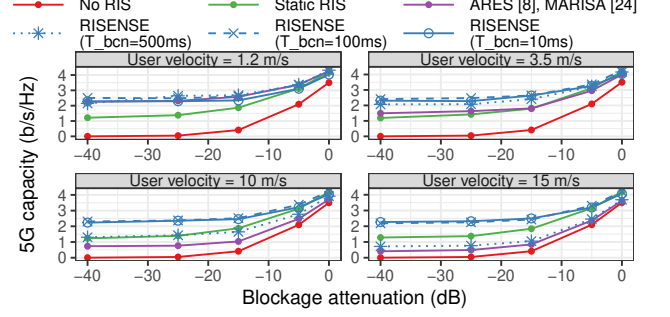 No RIS Static RIS ARES [8], MARISA [24]
RISENSE RISENSE RISENSE
(T_bcn=500ms) (T_bcn=100ms) (T_bcn=10ms)
User velocity = 1.2 m/s User velocity = 3.5 m/s
4 4
3 3
2 2
1 1
0 0
−40 −30 −20 −10 0 −40 −30 −20 −10 0
User velocity = 10 m/s User velocity = 15 m/s
4 4
3 3
2 2
1 1
0 0
−40 −30 −20 −10 0 −40 −30 −20 −10 0
5G capacity (b/s/Hz)
Blockage attenuation (dB)